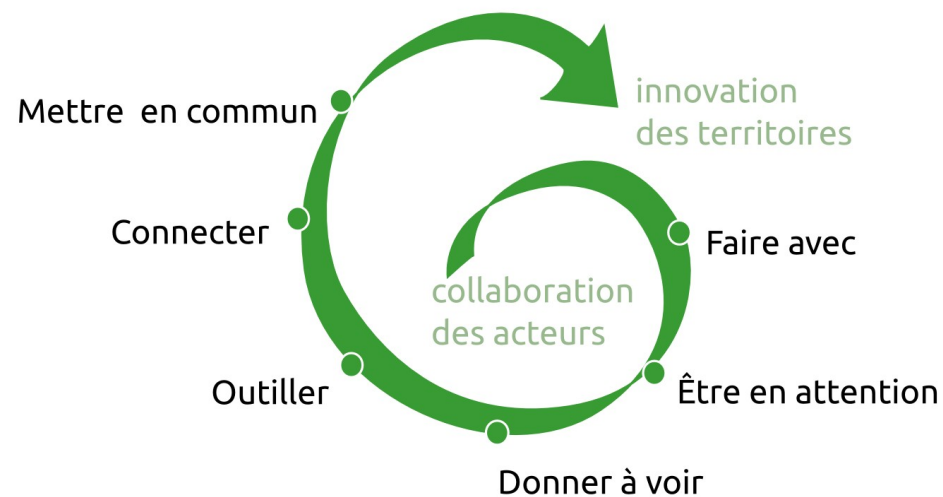 innovation
des territoires
Mettre en commun
Connecter
Faire avec
collaboration
des acteurs
Outiller
Être en attention
Donner à voir